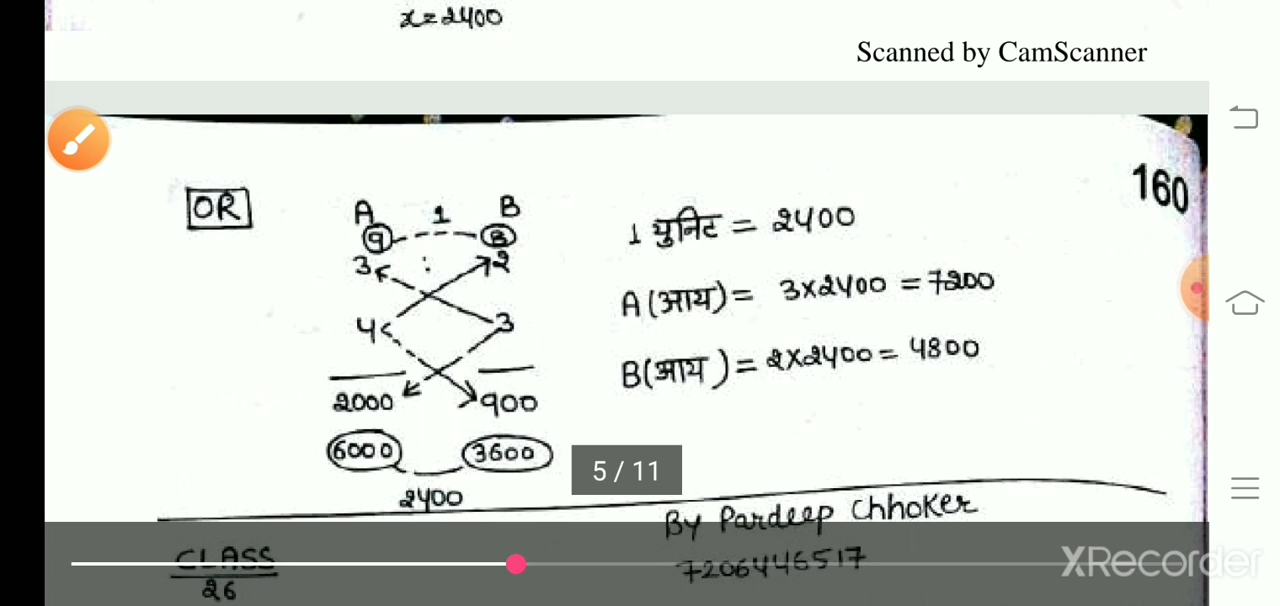 x=2400
Scanned by CamScanner
160
OR
A 1 B
9 8
3 : 2
4 3
2000 900
6000 3600
2400
1 युनिट = 2400
A (आय) = 3x2400 = 7200
B(आय) = 2x2400 = 4800
5 / 11
By Pardeep Chhoker
7206446517
CLASS
26
XRecorder